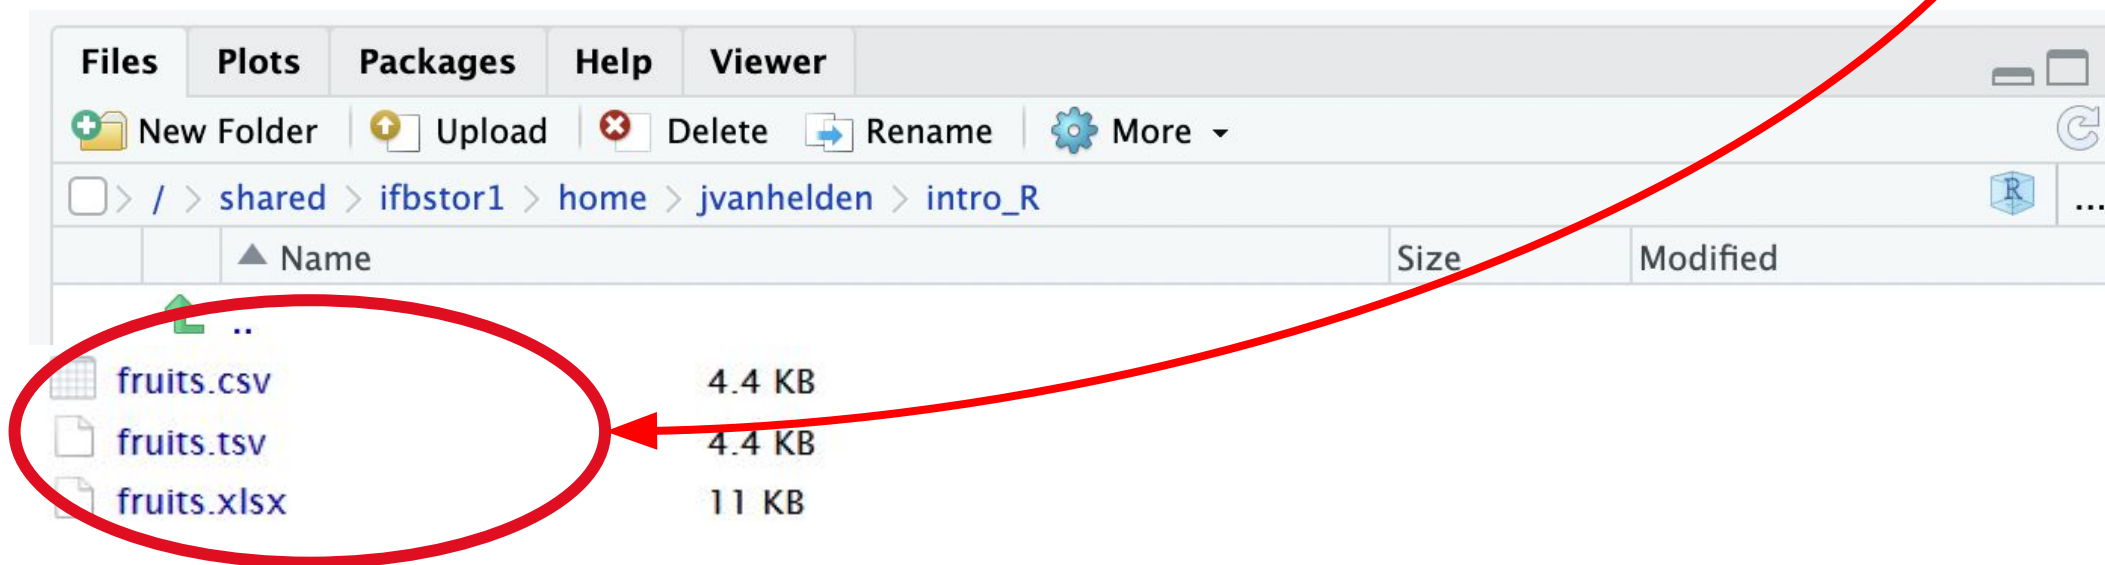 Files Plots Packages Help Viewer
New Folder Upload Delete Rename More
/ shared ifbstor1 home jvanhelden intro_R R ...
Name Size Modified
..
fruits.csv 4.4 KB
fruits.tsv 4.4 KB
fruits.xlsx 11 KB